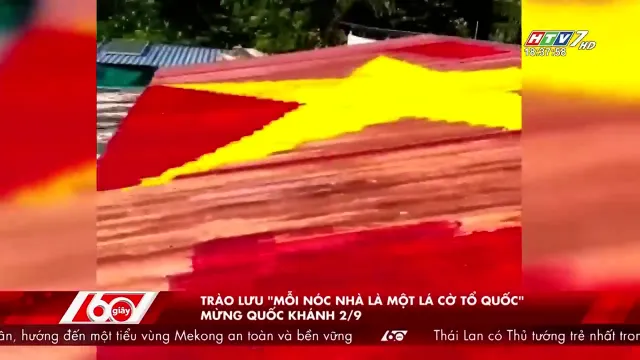 HTV7 HD
18:37:58
60 giây
TRÀO LƯU "MỖI NÓC NHÀ LÀ MỘT LÁ CỜ TỔ QUỐC"
MỪNG QUỐC KHÁNH 2/9
ân, hướng đến một tiểu vùng Mekong an toàn và bền vững 60 Thái Lan có Thủ tướng trẻ nhất tron